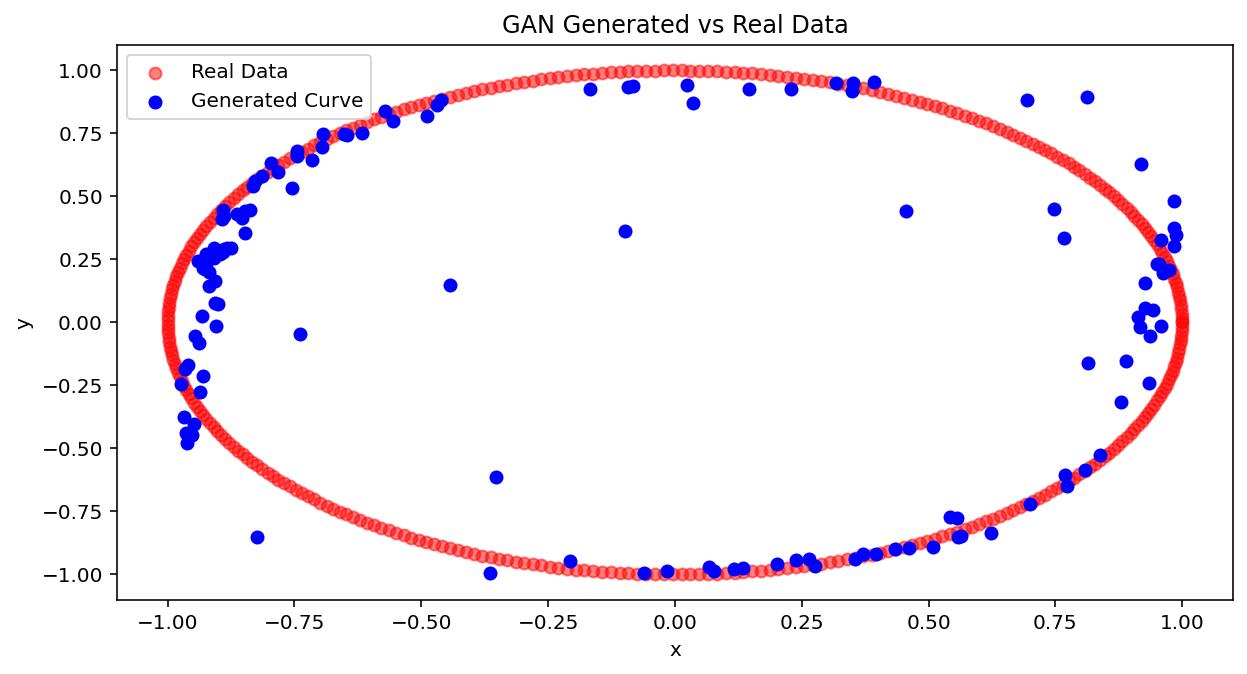 GAN Generated vs Real Data
Real Data
Generated Curve
1.00
0.75
0.50
0.25
0.00
−0.25
−0.50
−0.75
−1.00
y
−1.00 −0.75 −0.50 −0.25 0.00 0.25 0.50 0.75 1.00
x